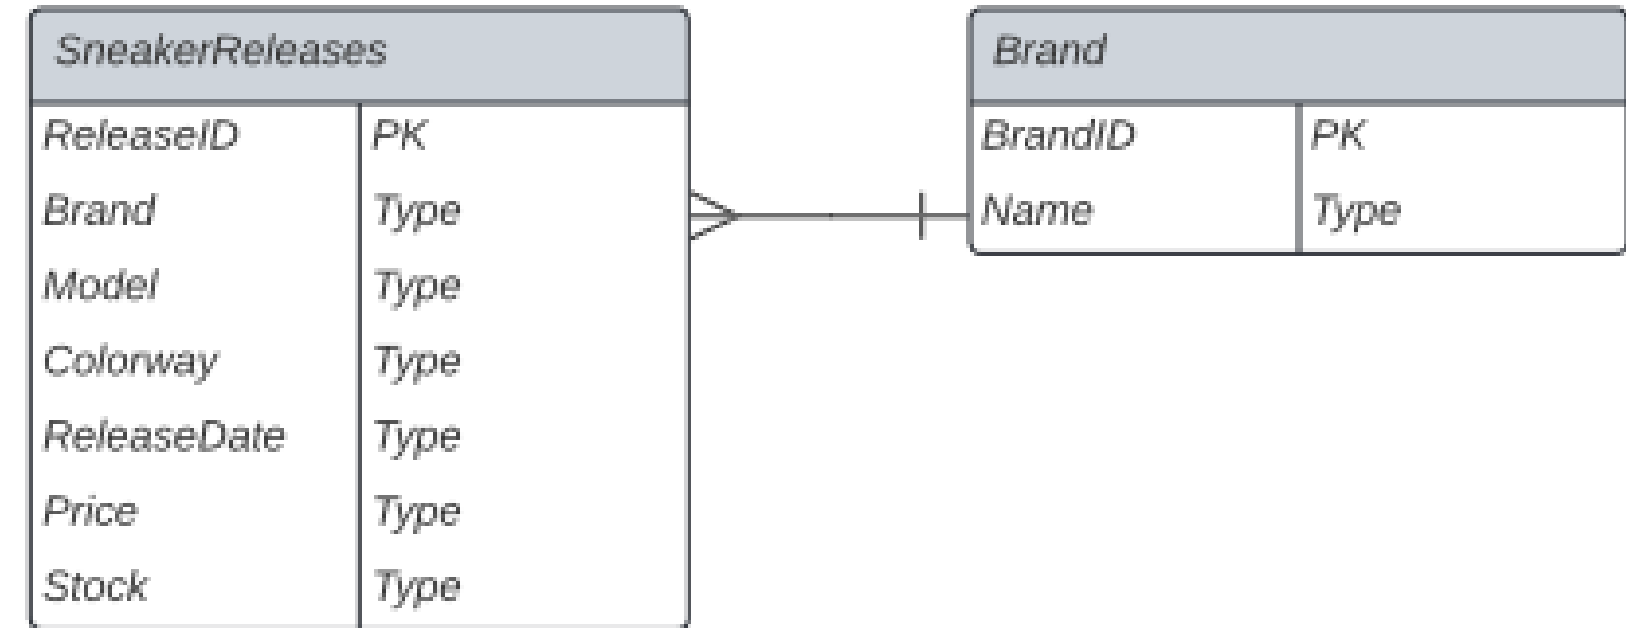 SneakerReleases
ReleaseID PK
Brand Type
Model Type
Colorway Type
ReleaseDate Type
Price Type
Stock Type
Brand
BrandID PK
Name Type